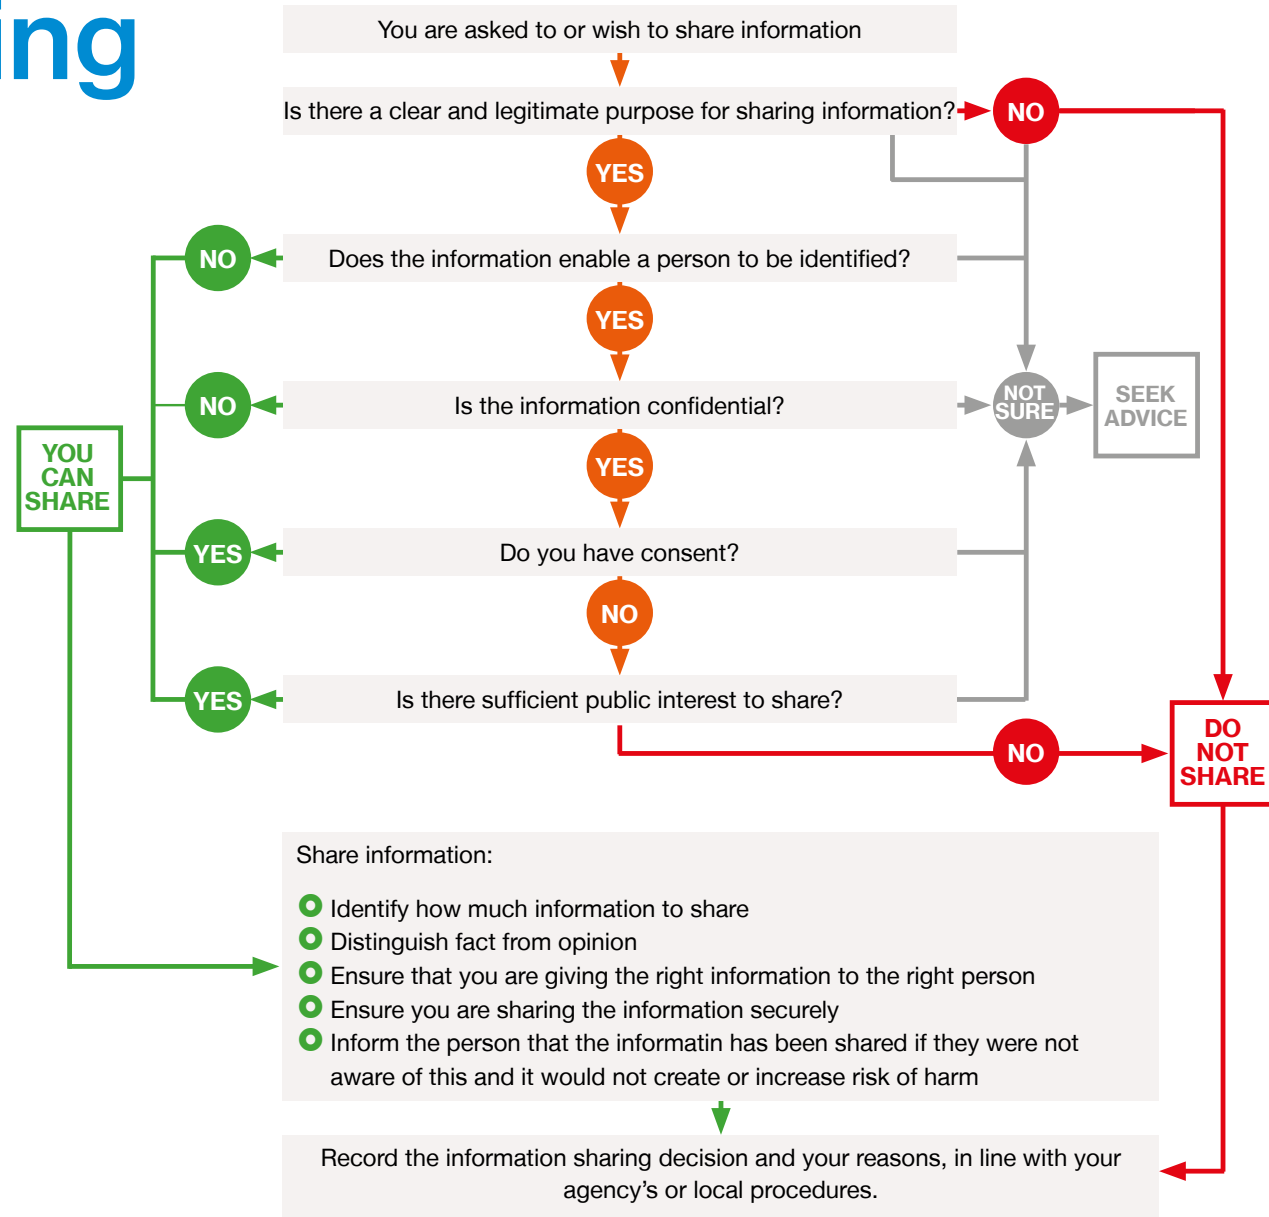 ing
You are asked to or wish to share information
Is there a clear and legitimate purpose for sharing information?
NO
YES
NO
Does the information enable a person to be identified?
YES
NO
Is the information confidential?
NOT
SURE
SEEK
ADVICE
YES
YOU
CAN
SHARE
YES
Do you have consent?
NO
YES
Is there sufficient public interest to share?
NO
DO
NOT
SHARE
Share information:
Identify how much information to share
Distinguish fact from opinion
Ensure that you are giving the right information to the right person
Ensure you are sharing the information securely
Inform the person that the informatin has been shared if they were not
aware of this and it would not create or increase risk of harm
Record the information sharing decision and your reasons, in line with your
agency’s or local procedures.